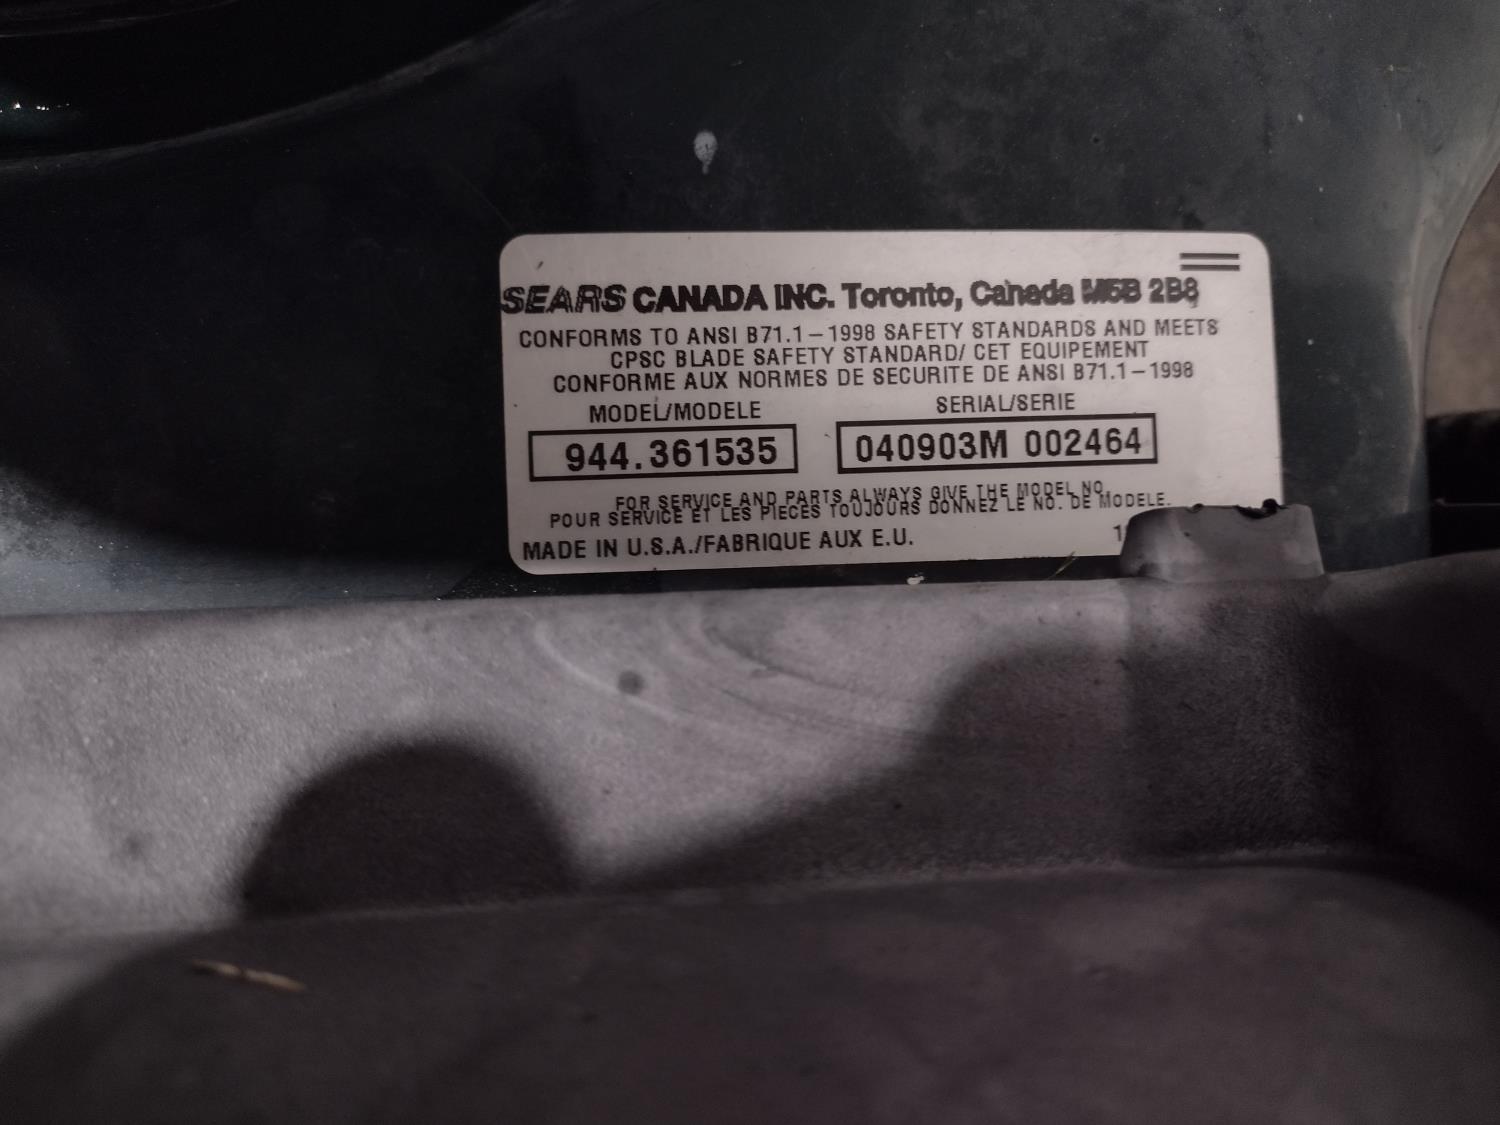 SEARS CANADA INC. Toronto, Canada M5B 2B8
CONFORMS TO ANSI B71.1–1998 SAFETY STANDARDS AND MEETS
CPSC BLADE SAFETY STANDARD/ CET EQUIPEMENT
CONFORME AUX NORMES DE SECURITE DE ANSI B71.1–1998
MODEL/MODELE SERIAL/SERIE
944.361535 040903M 002464
FOR SERVICE AND PARTS ALWAYS GIVE THE MODEL NO.
POUR SERVICE ET LES PIECES TOUJOURS DONNEZ LE NO. DE MODELE.
MADE IN U.S.A./FABRIQUE AUX E.U.